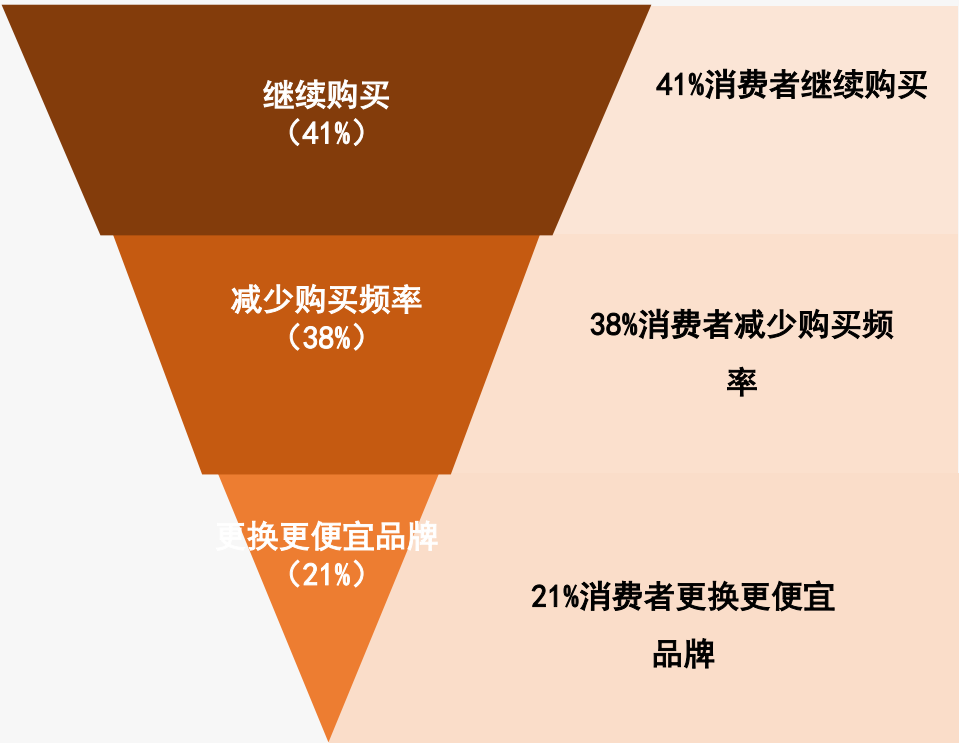 继续购买
（41%）
41%消费者继续购买
减少购买频率
（38%）
38%消费者减少购买频
率
更换更便宜品牌
（21%）
21%消费者更换更便宜
品牌